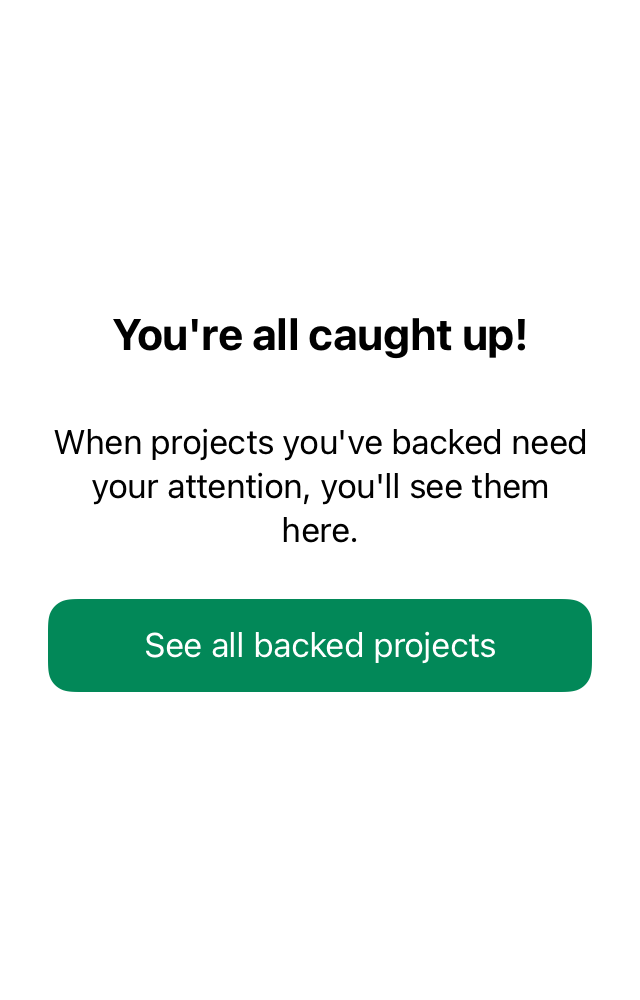 You're all caught up!
When projects you've backed need
your attention, you'll see them
here.
See all backed projects